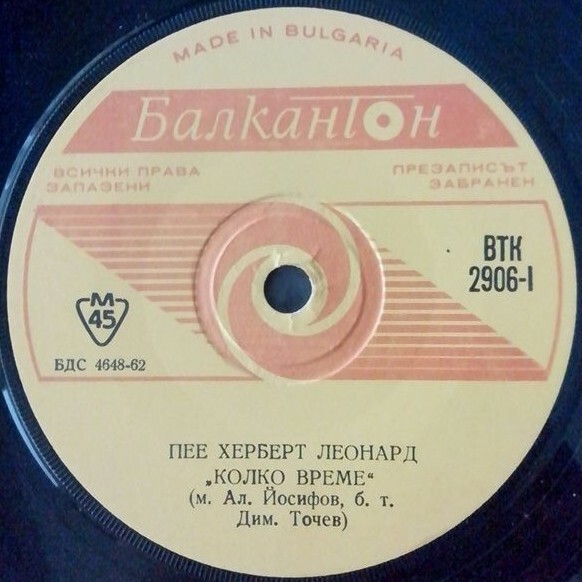 MADE IN BULGARIA
Балкантон
ВСИЧКИ ПРАВА
ЗАПАЗЕНИ
ПРЕЗАПИСЪТ
ЗАБРАНЕН
ВТК
2906-I
М
45
БДС 4648-62
ПЕЕ ХЕРБЕРТ ЛЕОНАРД
„КОЛКО ВРЕМЕ“
(м. Ал. Йосифов, б. т.
Дим. Точев)